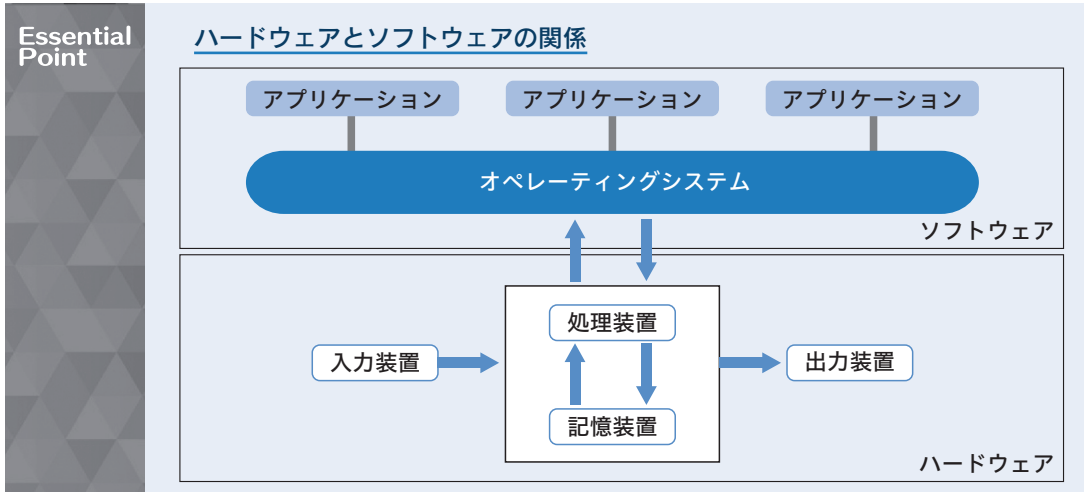 Essential
Point
ハードウェアとソフトウェアの関係
アプリケーション
アプリケーション
アプリケーション
オペレーティングシステム
ソフトウェア
処理装置
入力装置
出力装置
記憶装置
ハードウェア